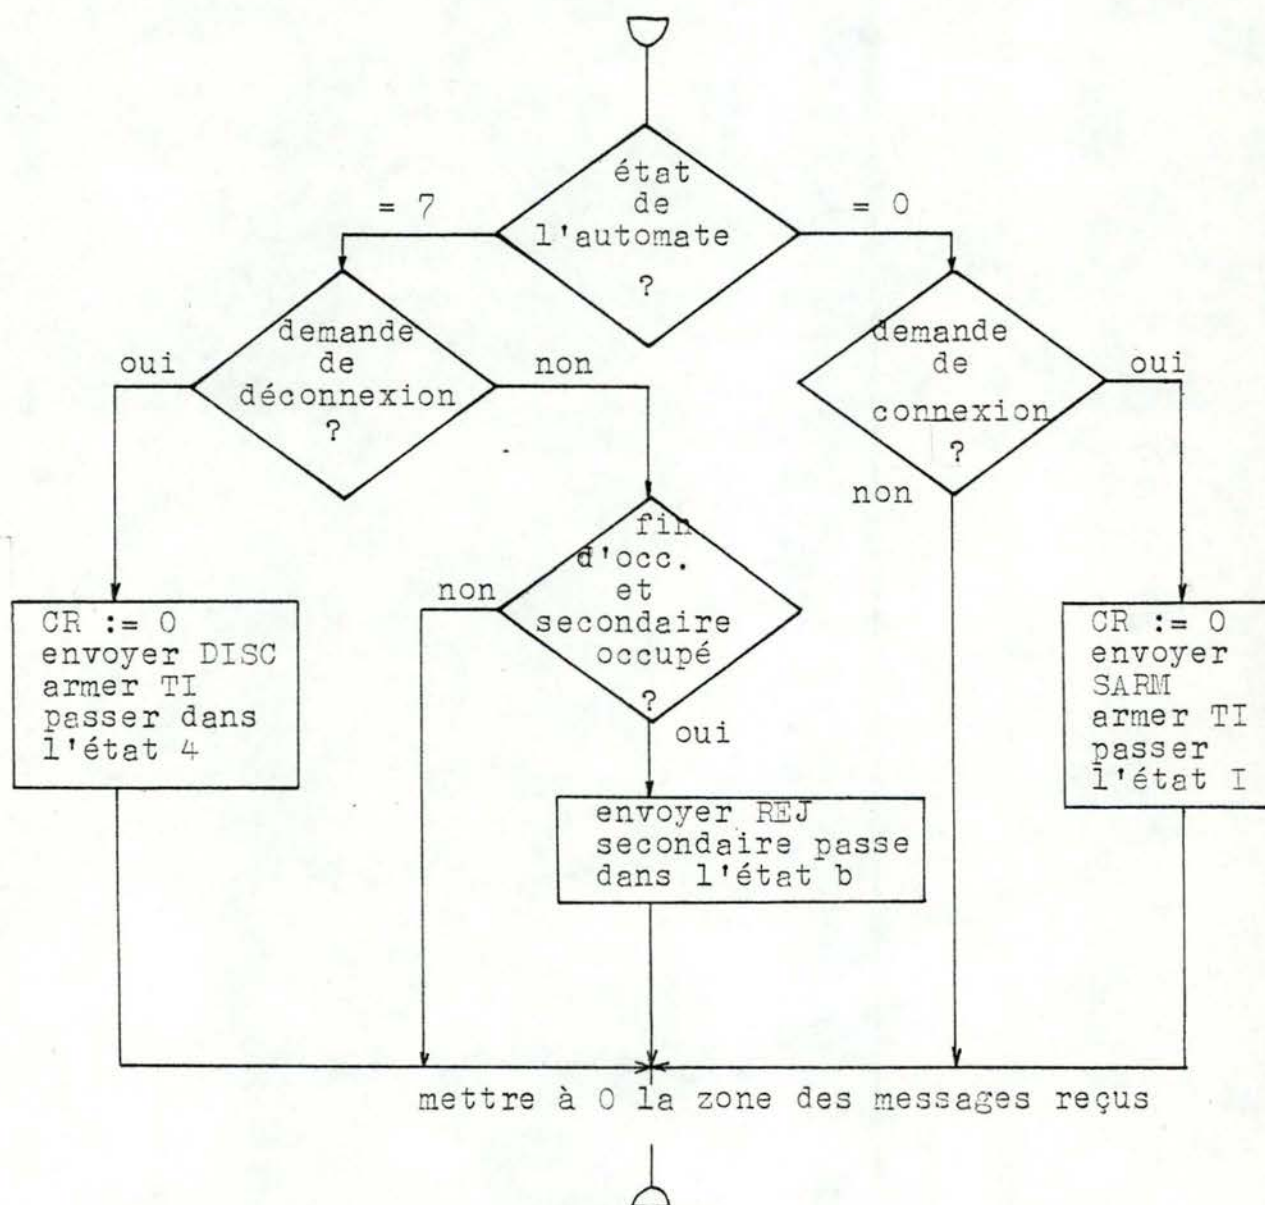 état
de
l'automate
?
= 7
= 0
demande
de
déconnexion
?
oui
non
demande
de
connexion
?
oui
non
fin
d'occ.
et
secondaire
occupé
?
non
oui
CR := 0
envoyer DISC
armer TI
passer dans
l'état 4
envoyer REJ
secondaire passe
dans l'état b
CR := 0
envoyer
SARM
armer TI
passer
l'état I
mettre à 0 la zone des messages reçus